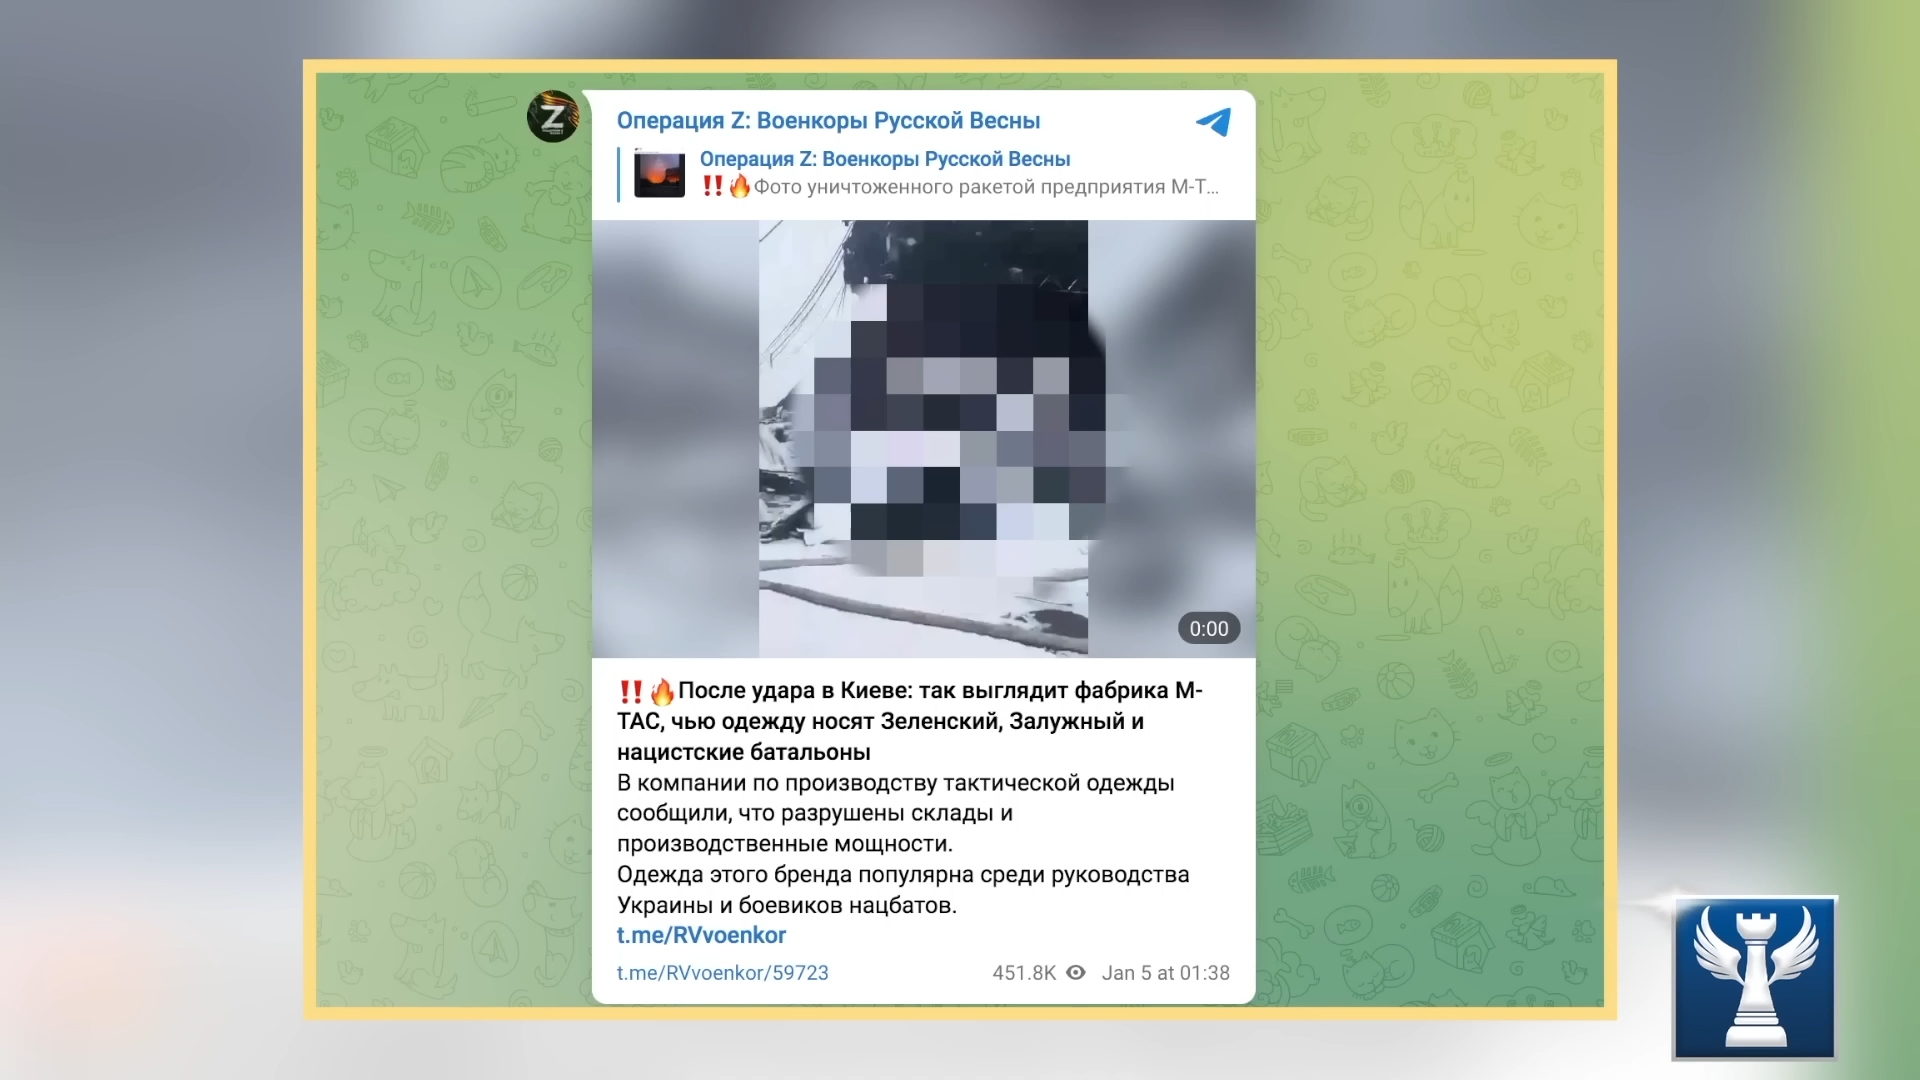 Операция Z: Военкоры Русской Весны
Операция Z: Военкоры Русской Весны
‼️🔥Фото уничтоженного ракетой предприятия М-Т...
0:00
‼️🔥После удара в Киеве: так выглядит фабрика M-
TAC, чью одежду носят Зеленский, Залужный и
нацистские батальоны
В компании по производству тактической одежды
сообщили, что разрушены склады и
производственные мощности.
Одежда этого бренда популярна среди руководства
Украины и боевиков нацбатов.
t.me/RVvoenkor
t.me/RVvoenkor/59723
451.8K
Jan 5 at 01:38
Z